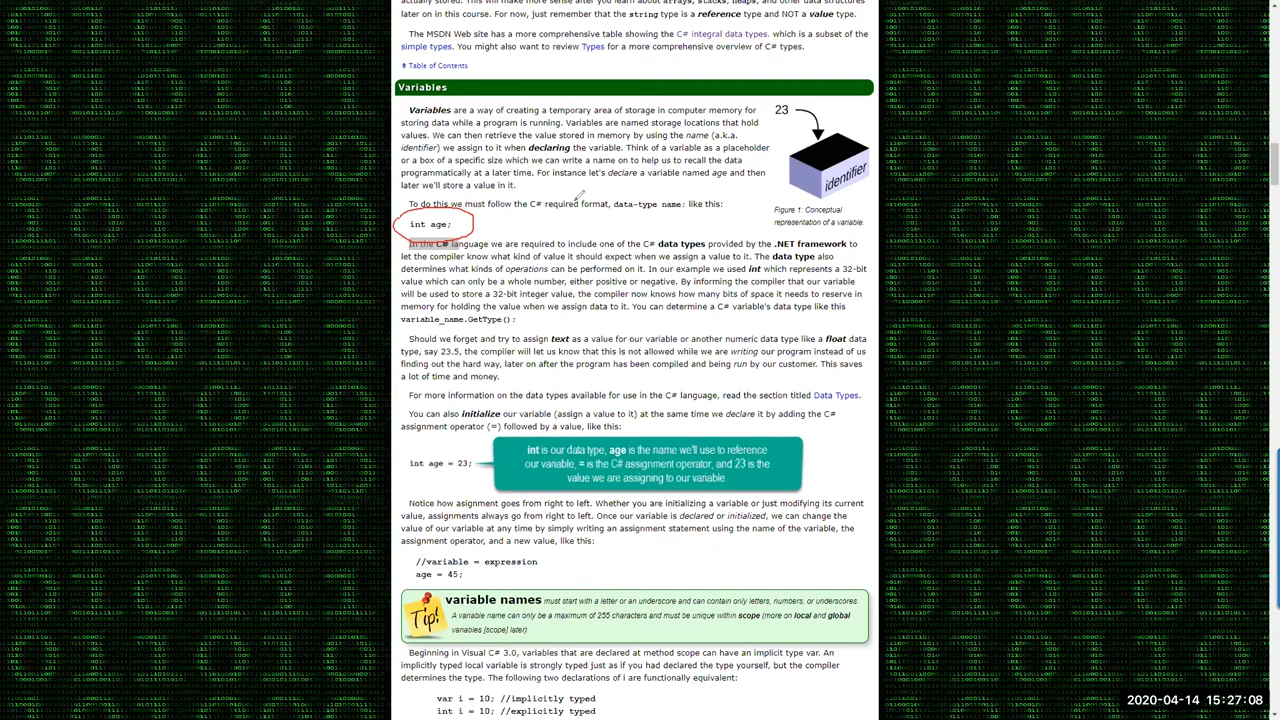 actually stored. This will make more sense after you learn about arrays, stacks, heaps, and other data structures
later on in this course. For now, just remember that the string type is a reference type and NOT a value type.
The MSDN Web site has a more comprehensive table showing the C# integral data types. which is a subset of the
simple types. You might also want to review Types for a more comprehensive overview of C# types.
⇧ Table of Contents
Variables
Variables are a way of creating a temporary area of storage in computer memory for
storing data while a program is running. Variables are named storage locations that hold
values. We can then retrieve the value stored in memory by using the name (a.k.a.
identifier) we assign to it when declaring the variable. Think of a variable as a placeholder
or a box of a specific size which we can write a name on to help us to recall the data
programmatically at a later time. For instance let's declare a variable named age and then
later we'll store a value in it.
23
identifier
Figure 1: Conceptual
representation of a variable.
To do this we must follow the C# required format, data-type name; like this:
int age;
In the C# language we are required to include one of the C# data types provided by the .NET framework to
let the compiler know what kind of value it should expect when we assign a value to it. The data type also
determines what kinds of operations can be performed on it. In our example we used int which represents a 32-bit
value which can only be a whole number, either positive or negative. By informing the compiler that our variable
will be used to store a 32-bit integer value, the compiler now knows how many bits of space it needs to reserve in
memory for holding the value when we assign data to it. You can determine a C# variable's data type like this
variable_name.GetType();
Should we forget and try to assign text as a value for our variable or another numeric data type like a float data
type, say 23.5, the compiler will let us know that this is not allowed while we are writing our program instead of us
finding out the hard way, later on after the program has been compiled and being run by our customer. This saves
a lot of time and money.
For more information on the data types available for use in the C# language, read the section titled Data Types.
You can also initialize our variable (assign a value to it) at the same time we declare it by adding the C#
assignment operator (=) followed by a value, like this:
int age = 23;
int is our data type, age is the name we'll use to reference
our variable, = is the C# assignment operator, and 23 is the
value we are assigning to our variable.
Notice how asignment goes from right to left. Whether you are initializing a variable or just modifying its current
value, assignments always go from right to left. Once our variable is declared or initialized, we can change the
value of our variable at any time by simply writing an assignment statement using the name of the variable, the
assignment operator, and a new value, like this:
//variable = expression
age = 45;
Tip!
variable names must start with a letter or an underscore and can contain only letters, numbers, or underscores.
A variable name can only be a maximum of 255 characters and must be unique within scope (more on local and global
variables [scope] later).
Beginning in Visual C# 3.0, variables that are declared at method scope can have an implicit type var. An
implicitly typed local variable is strongly typed just as if you had declared the type yourself, but the compiler
determines the type. The following two declarations of i are functionally equivalent:
var i = 10; //implicitly typed
int i = 10; //explicitly typed
2020-04-14 15:27:08